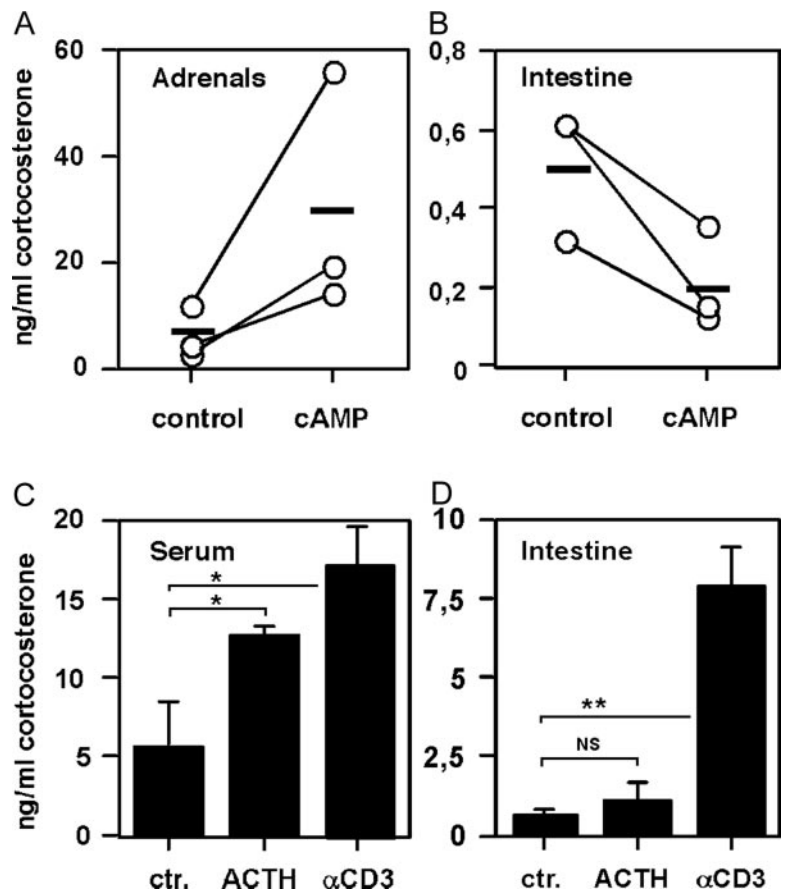 A
ng/ml cortocosterone
60
40
20
0
Adrenals
control cAMP
B
0,8
0,6
0,4
0,2
0
Intestine
control cAMP
C
ng/ml cortocosterone
20
15
10
5
0
Serum
*
*
ctr. ACTH αCD3
D
10
7,5
5
2,5
0
Intestine
**
NS
ctr. ACTH αCD3